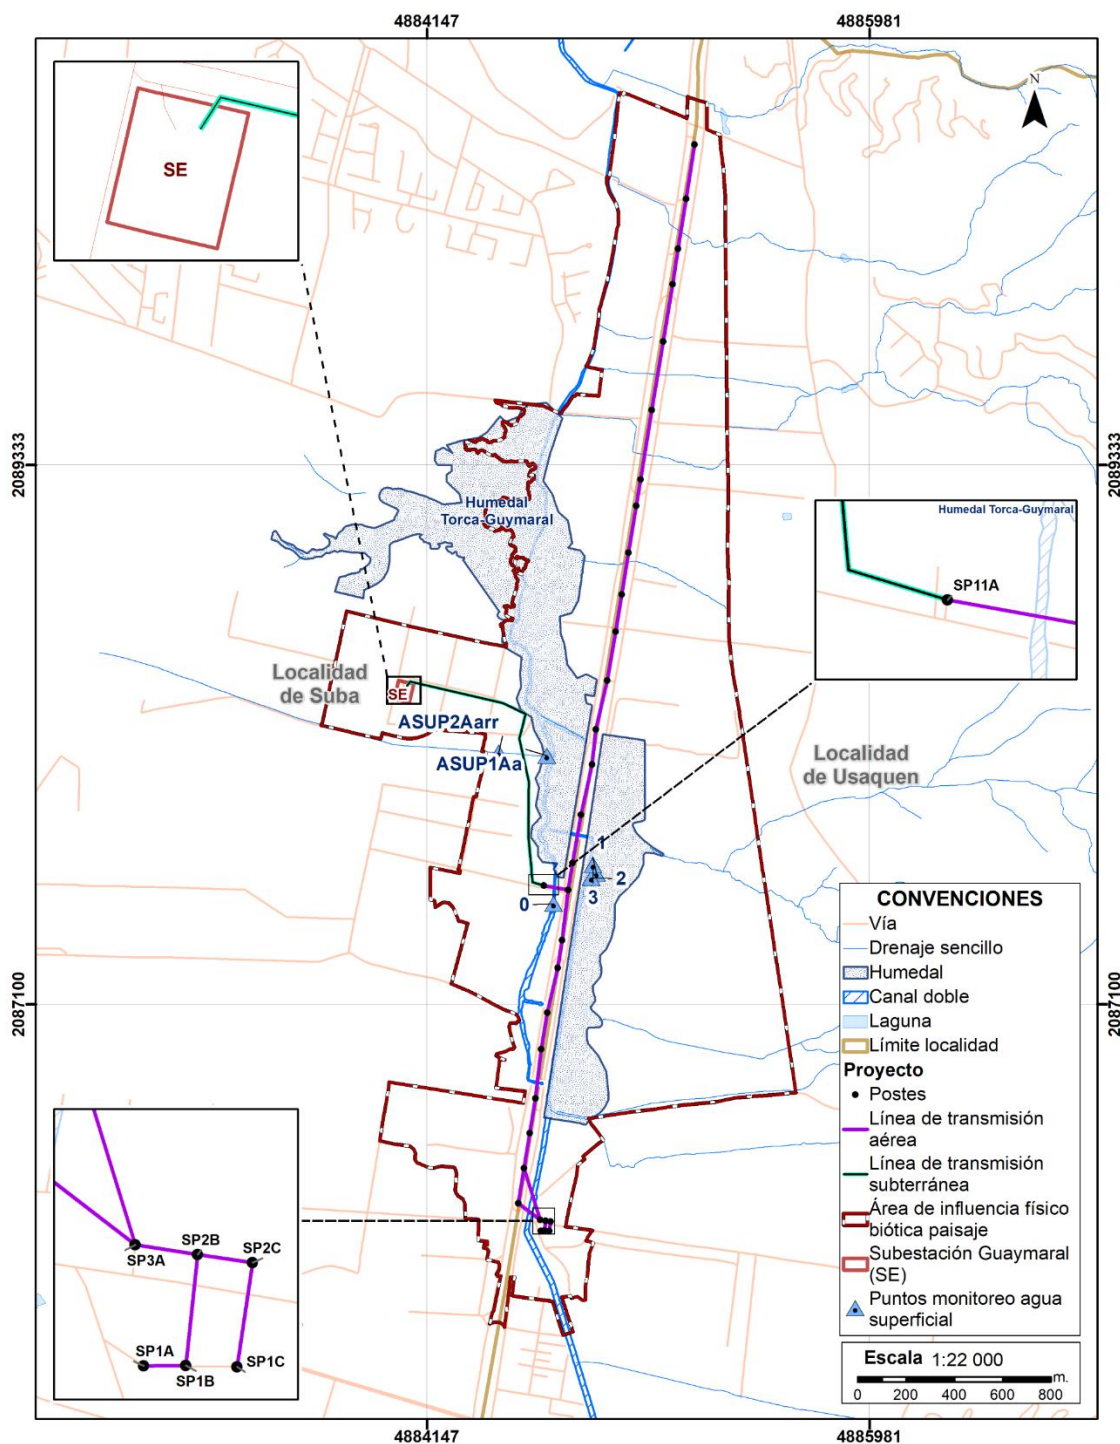 4884147
4885981
N
SE
2089333
2089333
Humedal
Torca-Guymaral
Humedal Torca-Guymaral
SP11A
Localidad
de Suba
SE
ASUP2Aarr
ASUP1Aa
Localidad
de Usaquen
1
2
3
0
2087100
2087100
CONVENCIONES
Vía
Drenaje sencillo
Humedal
Canal doble
Laguna
Límite localidad
Proyecto
Postes
Línea de transmisión
aérea
Línea de transmisión
subterránea
Área de influencia físico
biótica paisaje
Subestación Guaymaral
(SE)
Puntos monitoreo agua
superficial
Escala 1:22 000
m.
0 200 400 600 800
SP2B
SP2C
SP3A
SP1A
SP1B
SP1C
4884147
4885981